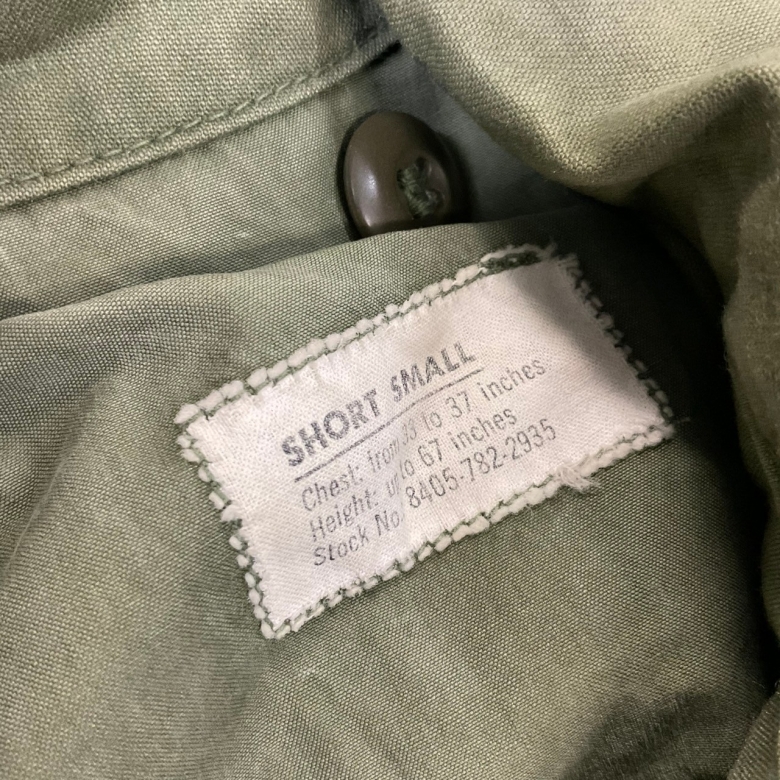 SHORT SMALL
Chest: from 33 to 37 inches
Height: up to 67 inches
Stock No. 8405-782-2935